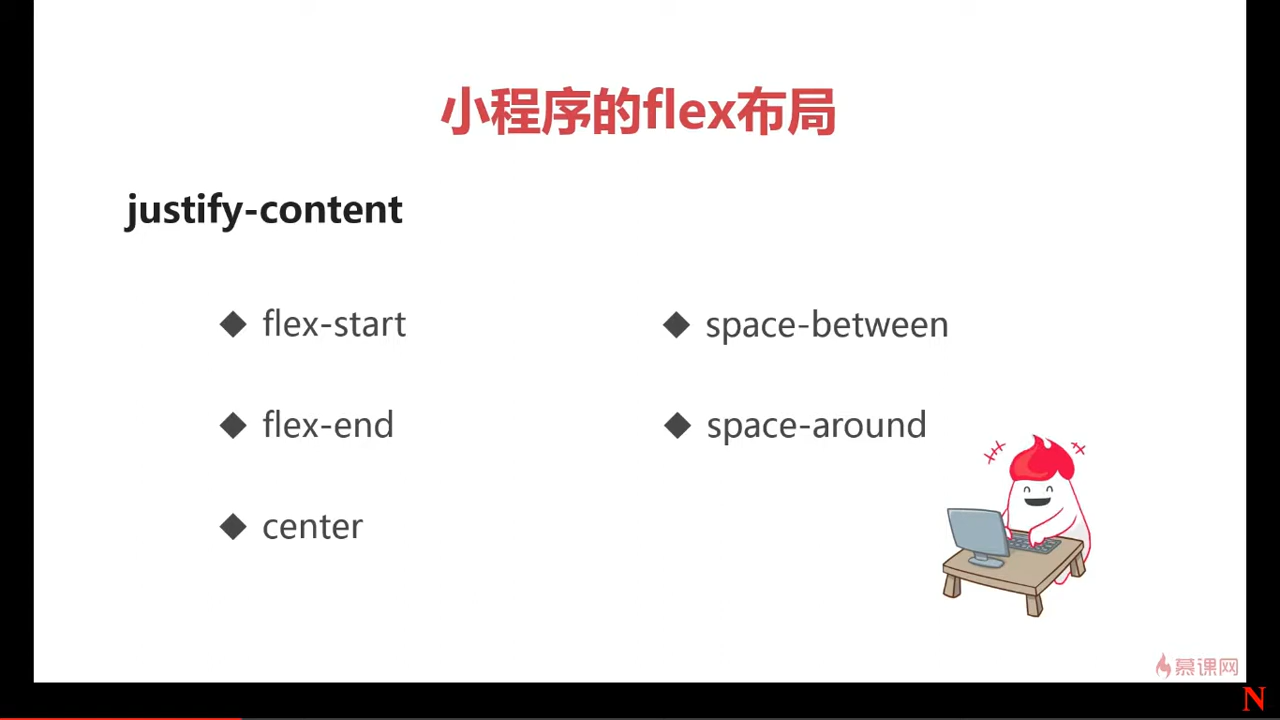 小程序的flex布局
justify-content
flex-start
space-between
flex-end
space-around
center
慕课网
N